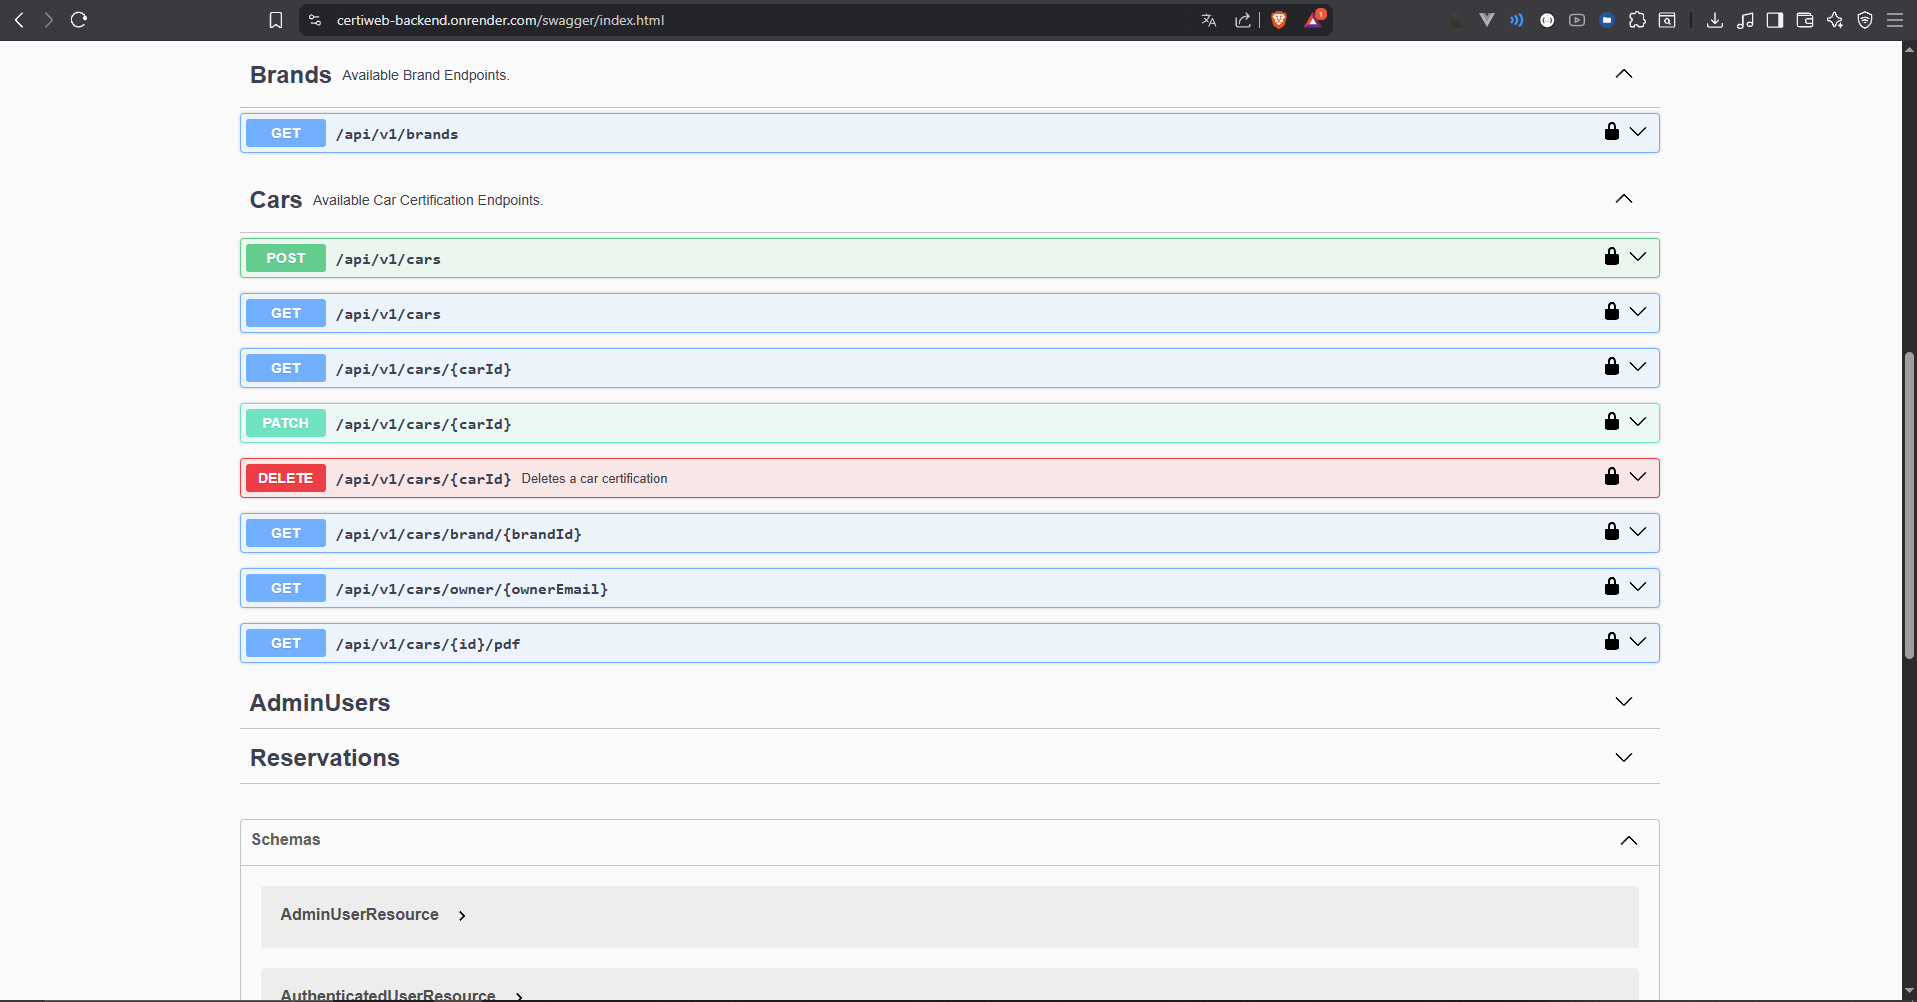 certiweb-backend.onrender.com/swagger/index.html
1
Brands Available Brand Endpoints.
GET /api/v1/brands
Cars Available Car Certification Endpoints.
POST /api/v1/cars
GET /api/v1/cars
GET /api/v1/cars/{carId}
PATCH /api/v1/cars/{carId}
DELETE /api/v1/cars/{carId} Deletes a car certification
GET /api/v1/cars/brand/{brandId}
GET /api/v1/cars/owner/{ownerEmail}
GET /api/v1/cars/{id}/pdf
AdminUsers
Reservations
Schemas
AdminUserResource
AuthenticatedUserResource